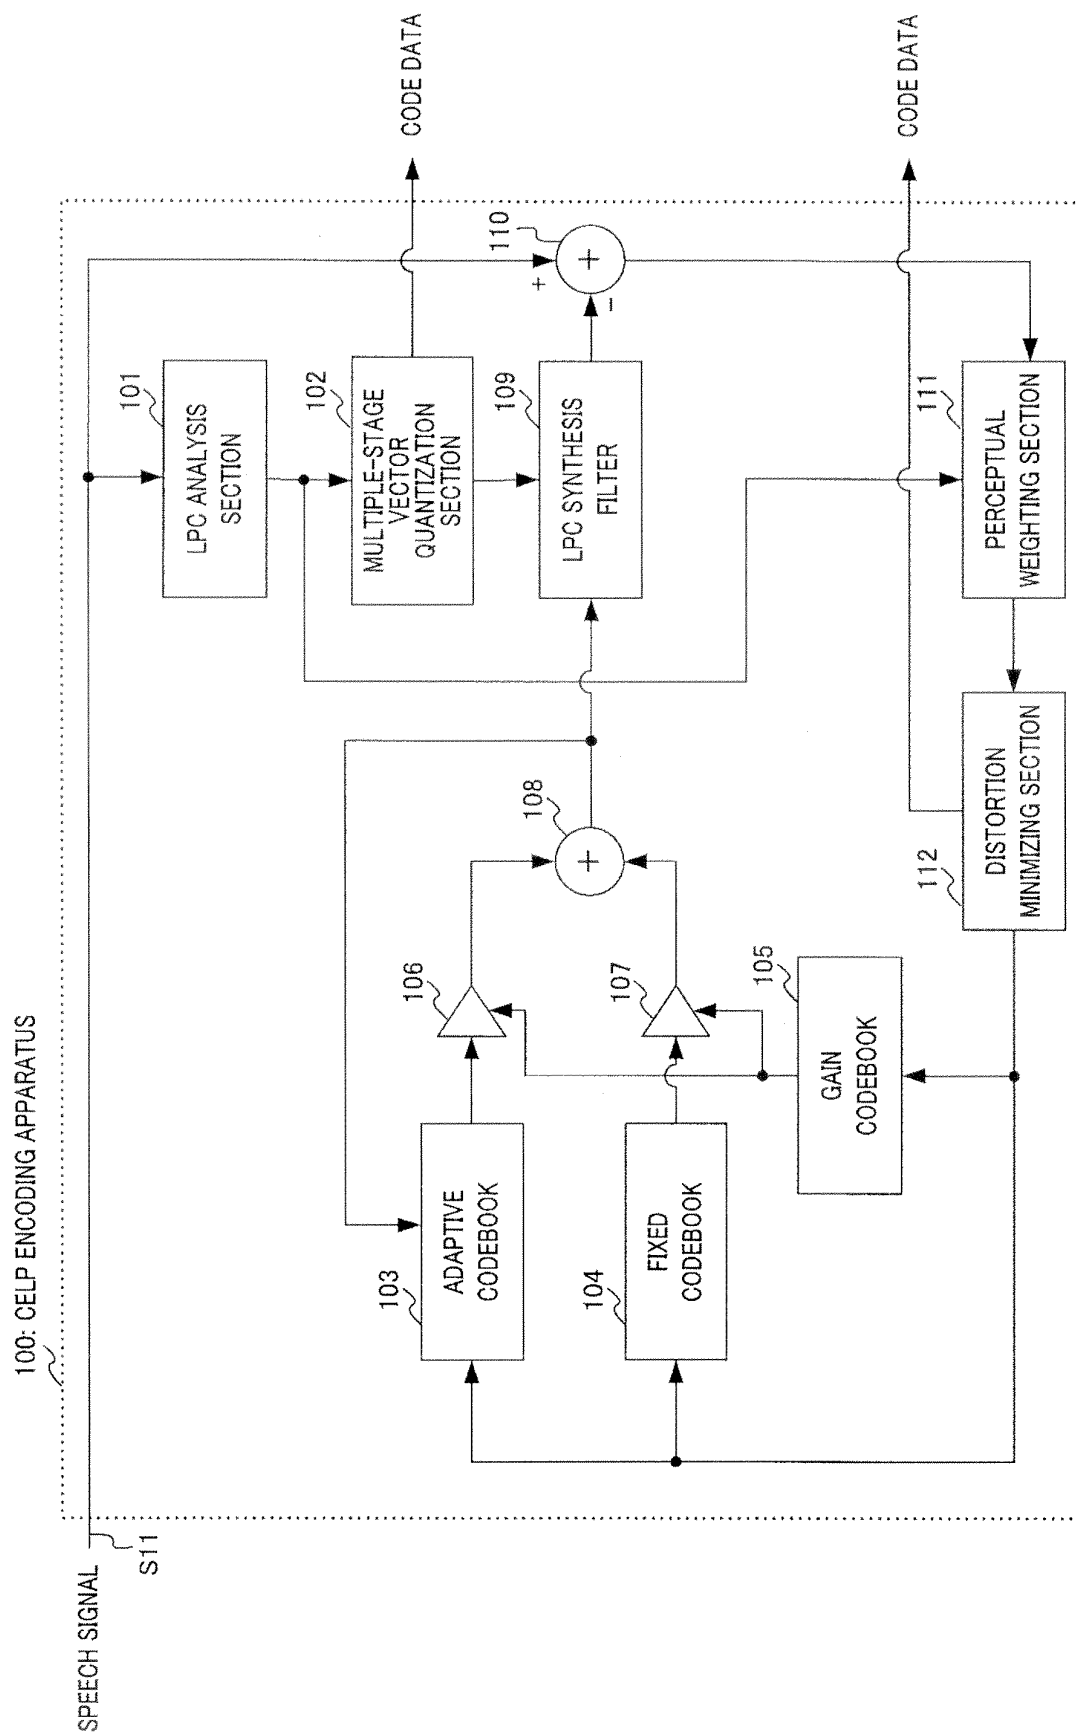 100: CELP ENCODING APPARATUS
SPEECH SIGNAL
S11
101
LPC ANALYSIS
SECTION
102
MULTIPLE-STAGE
VECTOR
QUANTIZATION
SECTION
CODE DATA
103
ADAPTIVE
CODEBOOK
106
108
+
109
LPC SYNTHESIS
FILTER
110
+
+
−
104
FIXED
CODEBOOK
107
105
GAIN
CODEBOOK
112
DISTORTION
MINIMIZING SECTION
111
PERCEPTUAL
WEIGHTING SECTION
CODE DATA